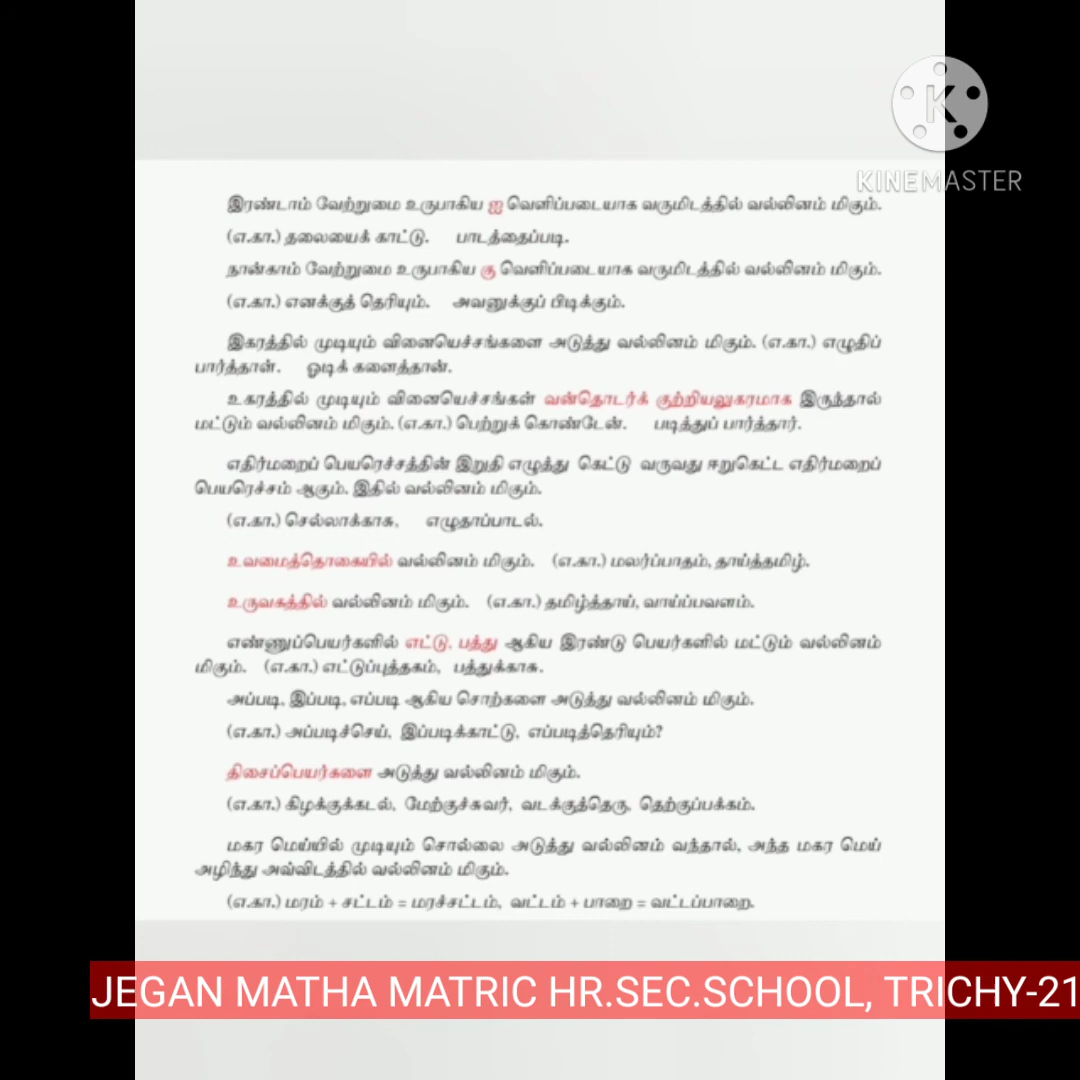 KINEMASTER
இரண்டாம் வேற்றுமை உருபாகிய ஐ வெளிப்படையாக வருமிடத்தில் வல்லினம் மிகும்.
(எ.கா.) தலையைக் காட்டு. பாடத்தைப்படி.
நான்காம் வேற்றுமை உருபாகிய கு வெளிப்படையாக வருமிடத்தில் வல்லினம் மிகும்.
(எ.கா.) எனக்குத் தெரியும். அவனுக்குப் பிடிக்கும்.
இகரத்தில் முடியும் வினையெச்சங்களை அடுத்து வல்லினம் மிகும். (எ.கா.) எழுதிப்
பார்த்தாள். ஓடிக் களைத்தான்.
உகரத்தில் முடியும் வினையெச்சங்கள் வன்தொடர்க் குற்றியலுகரமாக இருந்தால்
மட்டும் வல்லினம் மிகும். (எ.கா.) பெற்றுக் கொண்டேன். படித்துப் பார்த்தார்.
எதிர்மறைப் பெயரெச்சத்தின் இறுதி எழுத்து கெட்டு வருவது ஈறுகெட்ட எதிர்மறைப்
பெயரெச்சம் ஆகும். இதில் வல்லினம் மிகும்.
(எ.கா.) செல்லாக்காசு, எழுதாப்பாடல்.
உவமைத்தொகையில் வல்லினம் மிகும். (எ.கா.) மலர்ப்பாதம், தாய்த்தமிழ்.
உருவகத்தில் வல்லினம் மிகும். (எ.கா.) தமிழ்த்தாய், வாய்ப்பவளம்.
எண்ணுப்பெயர்களில் எட்டு, பத்து ஆகிய இரண்டு பெயர்களில் மட்டும் வல்லினம்
மிகும். (எ.கா.) எட்டுப்புத்தகம், பத்துக்காசு.
அப்படி, இப்படி, எப்படி ஆகிய சொற்களை அடுத்து வல்லினம் மிகும்.
(எ.கா.) அப்படிச்செய், இப்படிக்காட்டு, எப்படித்தெரியும்?
திசைப்பெயர்களை அடுத்து வல்லினம் மிகும்.
(எ.கா.) கிழக்குக்கடல், மேற்குச்சுவர், வடக்குத்தெரு, தெற்குப்பக்கம்.
மகர மெய்யில் முடியும் சொல்லை அடுத்து வல்லினம் வந்தால், அந்த மகர மெய்
அழிந்து அவ்விடத்தில் வல்லினம் மிகும்.
(எ.கா.) மரம் + சட்டம் = மரச்சட்டம், வட்டம் + பாறை = வட்டப்பாறை.
JEGAN MATHA MATRIC HR.SEC.SCHOOL, TRICHY-21